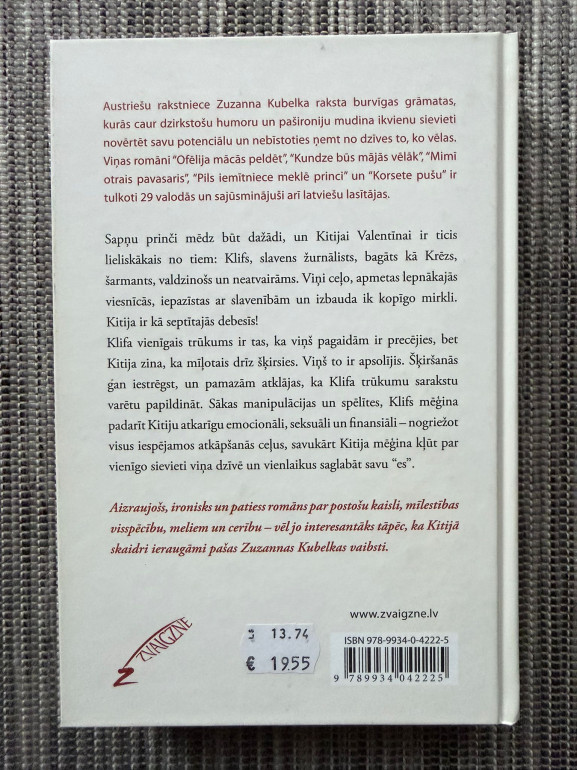 Austriešu rakstniece Zuzanna Kubelka raksta burvīgas grāmatas,
kurās caur dzirkstošu humoru un pašironiju mudina ikvienu sievieti
novērtēt savu potenciālu un nebīstoties ņemt no dzīves to, ko vēlas.
Viņas romāni "Ofēlija mācās peldēt", "Kundze būs mājās vēlāk", "Mimī
otrais pavasaris", "Pils iemītniece meklē princi" un "Korsete pušu" ir
tulkoti 29 valodās un sajūsminājuši arī latviešu lasītājas.
Sapņu prinči mēdz būt dažādi, un Kitijai Valentīnai ir ticis
lieliskākais no tiem: Klifs, slavens žurnālists, bagāts kā Krēzs,
šarmants, valdzinošs un neatvairāms. Viņi ceļo, apmetas lepnākajās
viesnīcās, iepazīstas ar slavenībām un izbauda ik kopīgo mirkli.
Kitija ir kā septītajās debesīs!
Klifa vienīgais trūkums ir tas, ka viņš pagaidām ir precējies, bet
Kitija zina, ka mīļotais drīz šķirsies. Viņš to ir apsolījis. Šķiršanās
gan iestrēgst, un pamazām atklājas, ka Klifa trūkumu sarakstu
varētu papildināt. Sākas manipulācijas un spēlītes, Klifs mēģina
padarīt Kitiju atkarīgu emocionāli, seksuāli un finansiāli – nogriežot
visus iespējamos atkāpšanās ceļus, savukārt Kitija mēģina kļūt par
vienīgo sievieti viņa dzīvē un vienlaikus saglabāt savu "es".
Aizraujošs, ironisks un patiess romāns par postošu kaisli, mīlestības
visspēcību, meliem un cerību – vēl jo interesantāks tāpēc, ka Kitijā
skaidri ieraugāmi pašas Zuzannas Kubelkas vaibsti.
www.zvaigzne.lv
ZVAIGZNE
13.74
€ 19.55
ISBN 978-9934-0-4222-5
9 789934 042225